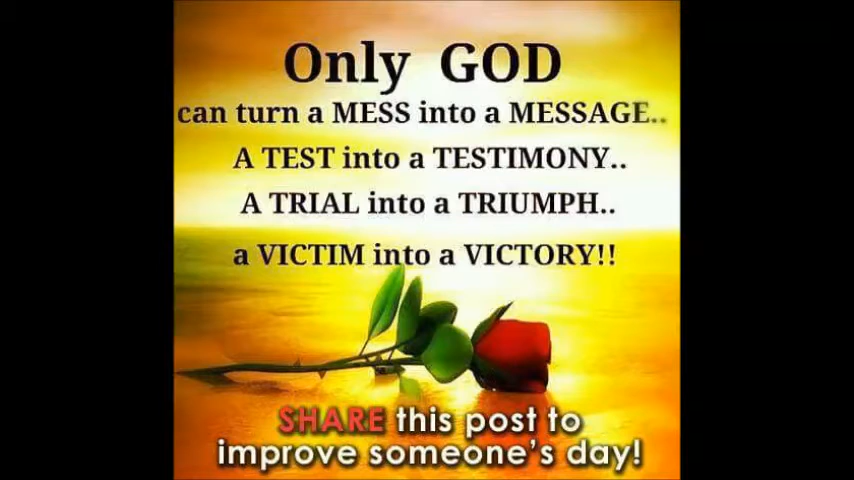 Only GOD
can turn a MESS into a MESSAGE..
A TEST into a TESTIMONY..
A TRIAL into a TRIUMPH..
a VICTIM into a VICTORY!!
SHARE this post to
improve someone's day!